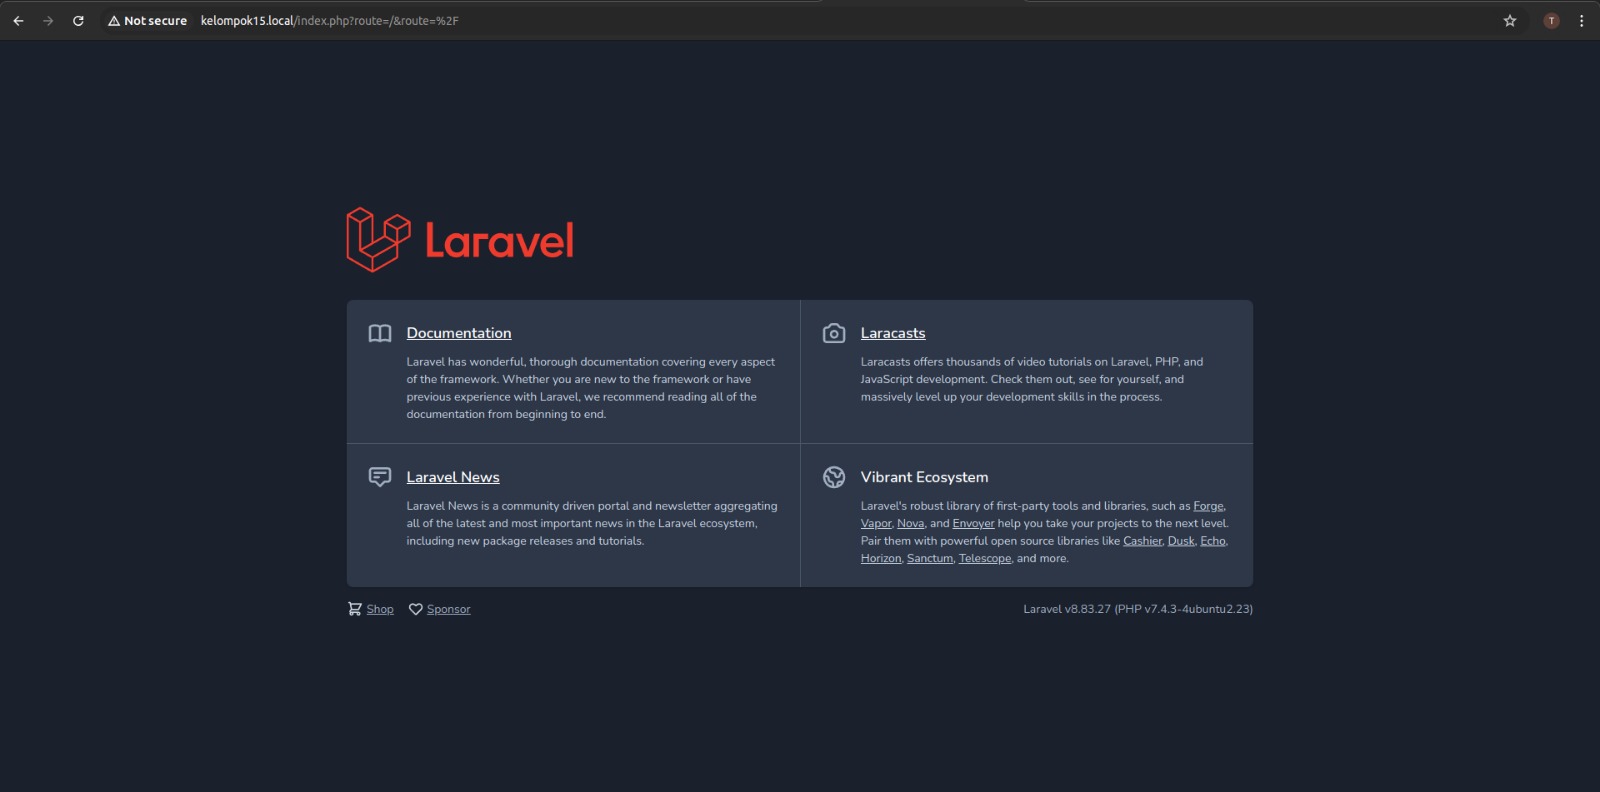 Not secure kelompok15.local/index.php?route=/&route=%2F
T
Laravel
Documentation
Laravel has wonderful, thorough documentation covering every aspect
of the framework. Whether you are new to the framework or have
previous experience with Laravel, we recommend reading all of the
documentation from beginning to end.
Laracasts
Laracasts offers thousands of video tutorials on Laravel, PHP, and
JavaScript development. Check them out, see for yourself, and
massively level up your development skills in the process.
Laravel News
Laravel News is a community driven portal and newsletter aggregating
all of the latest and most important news in the Laravel ecosystem,
including new package releases and tutorials.
Vibrant Ecosystem
Laravel's robust library of first-party tools and libraries, such as Forge,
Vapor, Nova, and Envoyer help you take your projects to the next level.
Pair them with powerful open source libraries like Cashier, Dusk, Echo,
Horizon, Sanctum, Telescope, and more.
Shop Sponsor
Laravel v8.83.27 (PHP v7.4.3-4ubuntu2.23)